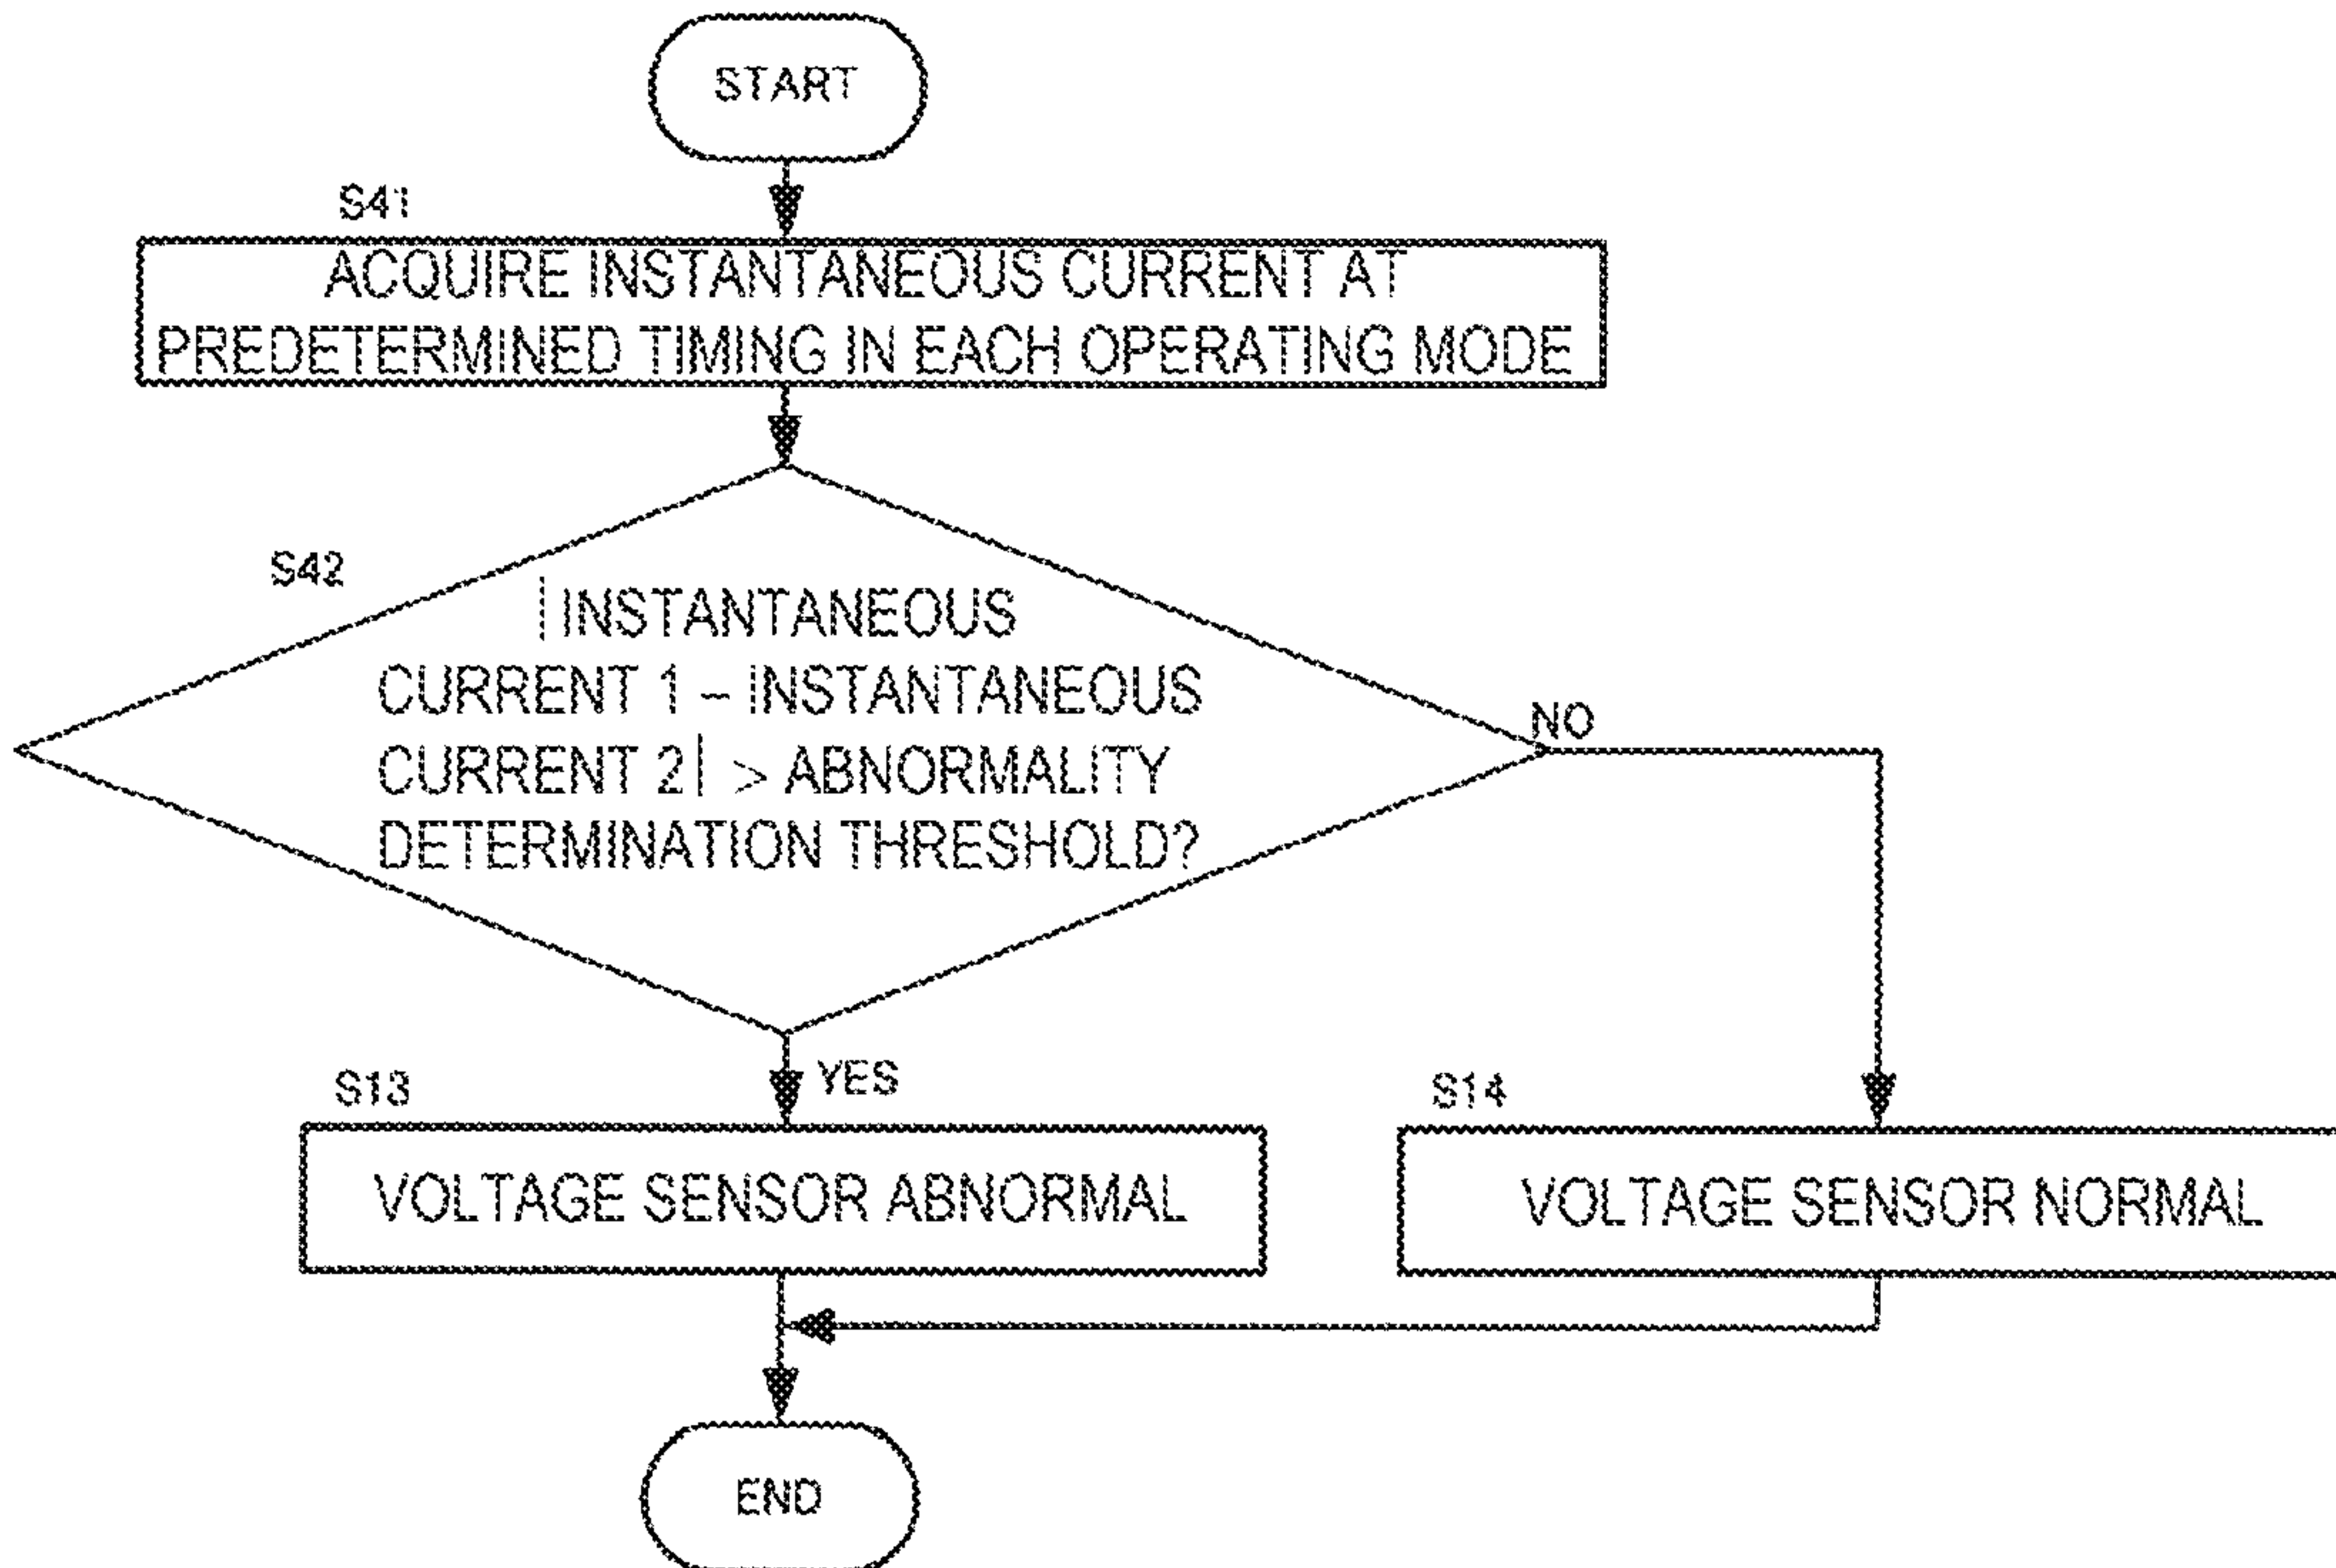 START
S41
ACQUIRE INSTANTANEOUS CURRENT AT
PREDETERMINED TIMING IN EACH OPERATING MODE
S42
|INSTANTANEOUS
CURRENT 1 – INSTANTANEOUS
CURRENT 2| > ABNORMALITY
DETERMINATION THRESHOLD?
NO
YES
S13
VOLTAGE SENSOR ABNORMAL
S14
VOLTAGE SENSOR NORMAL
END